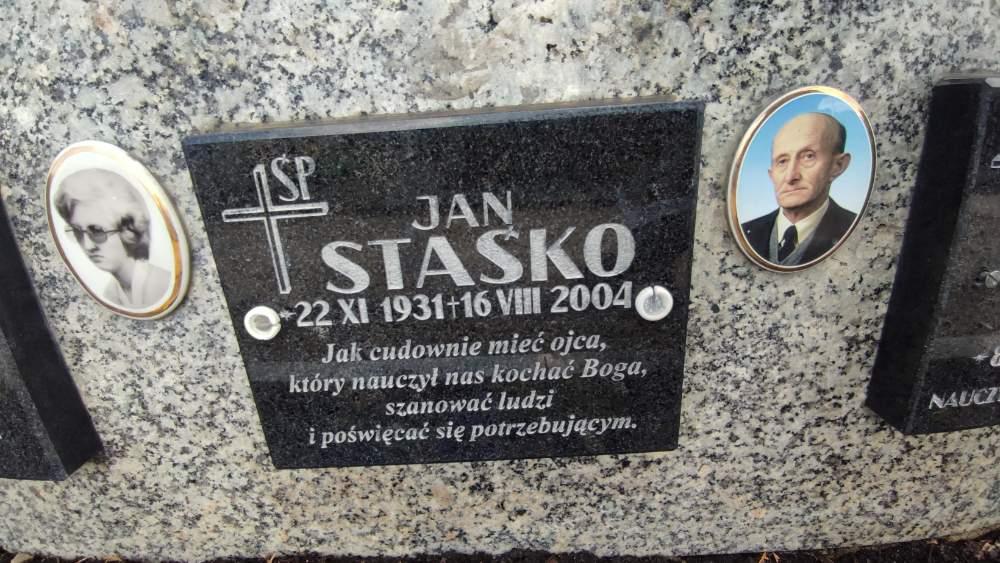 ŚP
JAN
STAŚKO
*22 XI 1931 †16 VIII 2004
Jak cudownie mieć ojca,
który nauczył nas kochać Boga,
szanować ludzi
i poświęcać się potrzebującym.